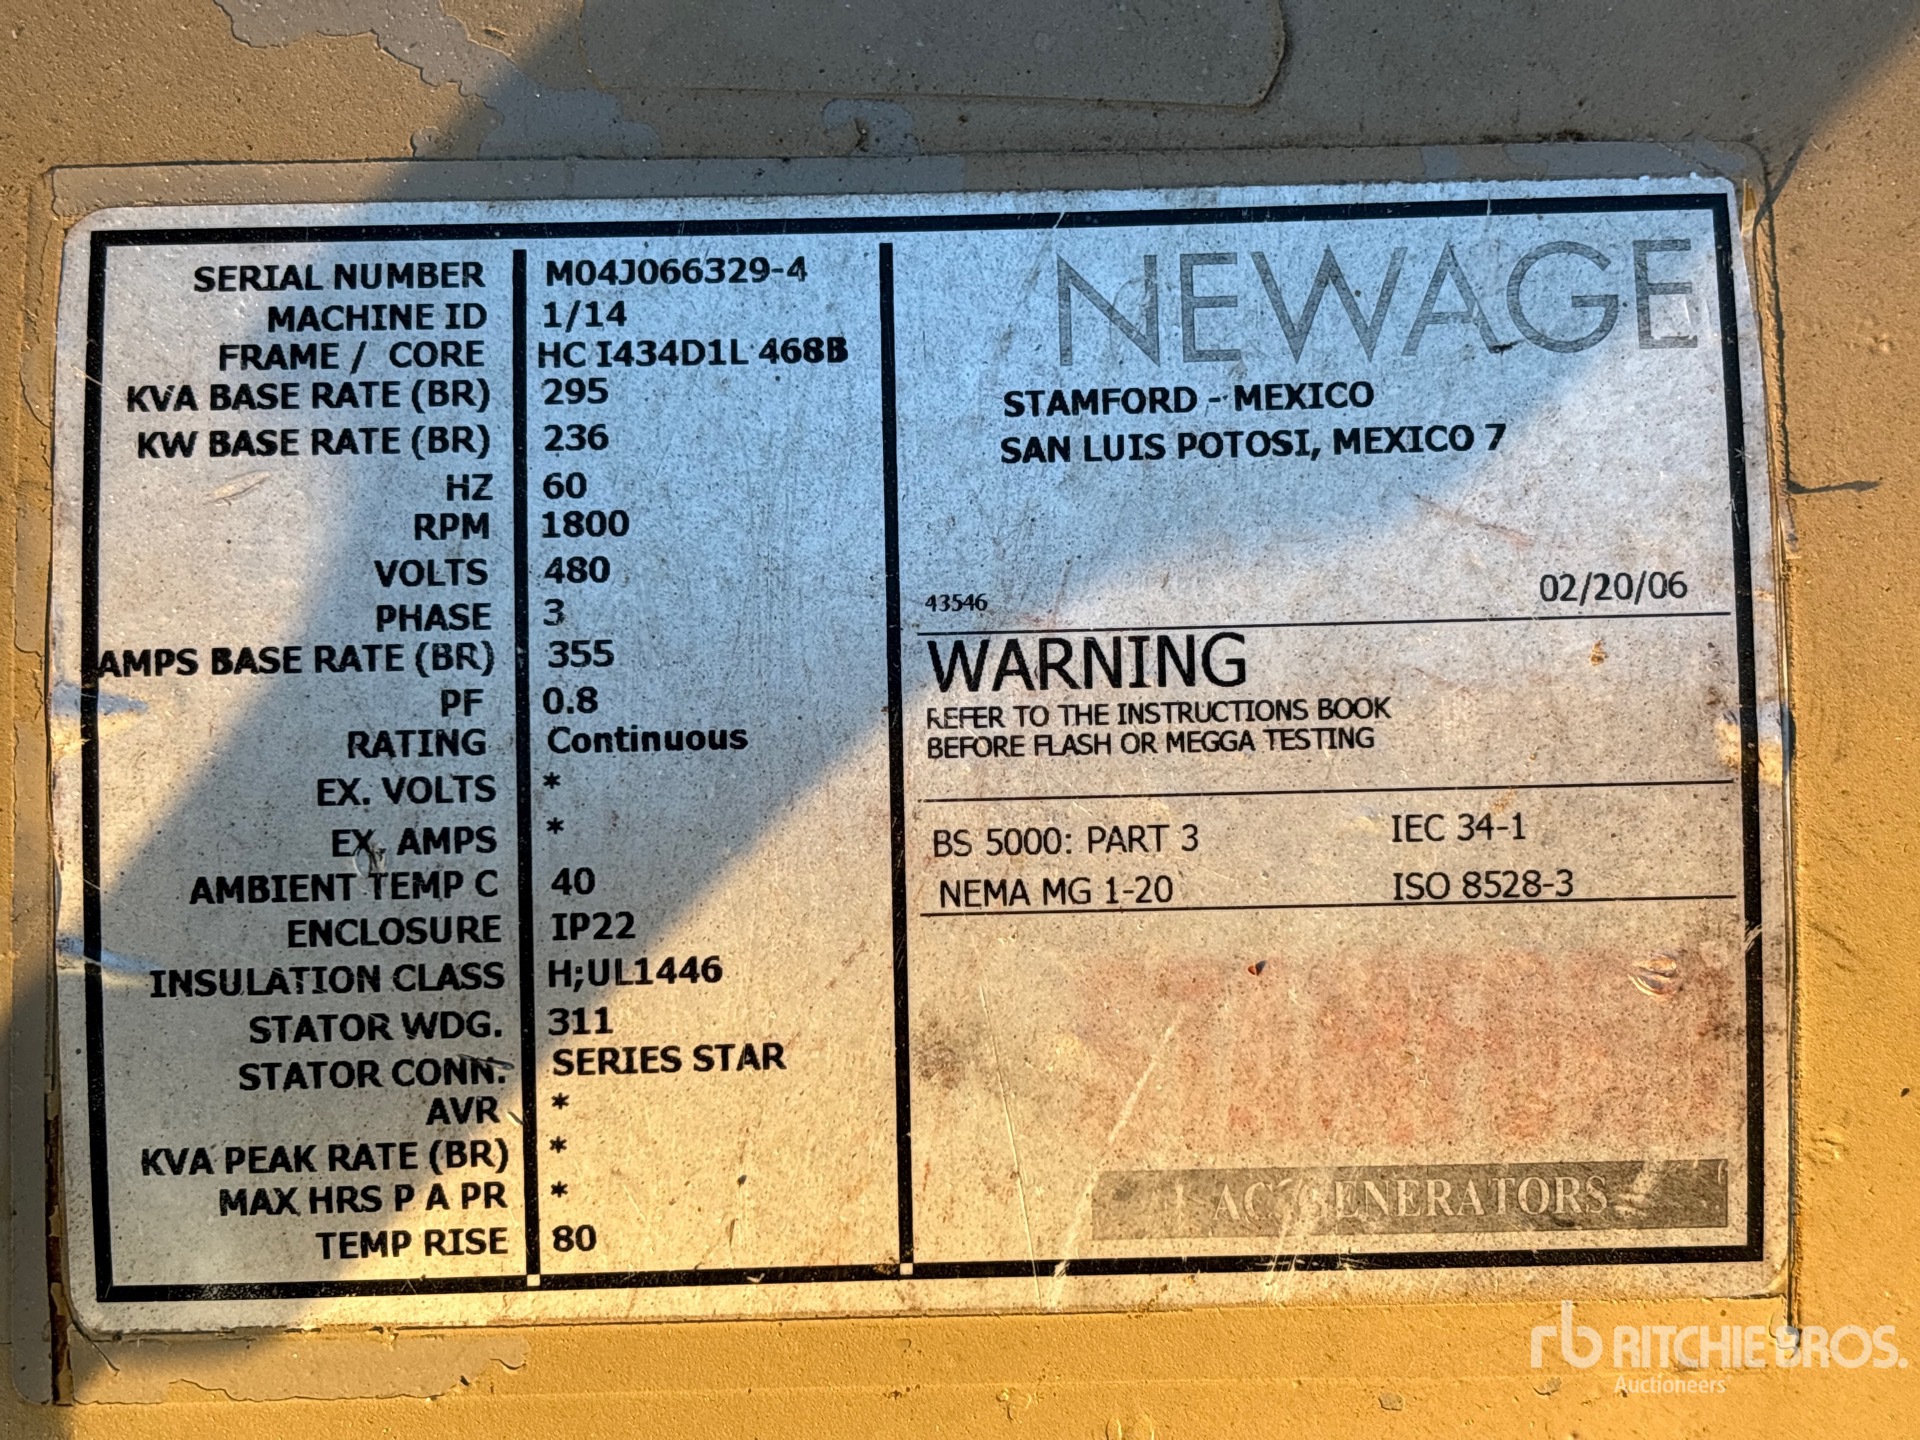 SERIAL NUMBER M04J066329-4
MACHINE ID 1/14
FRAME / CORE HC I434D1L 468B
KVA BASE RATE (BR) 295
KW BASE RATE (BR) 236
HZ 60
RPM 1800
VOLTS 480
PHASE 3
AMPS BASE RATE (BR) 355
PF 0.8
RATING Continuous
EX. VOLTS *
EX. AMPS *
AMBIENT TEMP C 40
ENCLOSURE IP22
INSULATION CLASS H;UL1446
STATOR WDG. 311
STATOR CONN. SERIES STAR
AVR *
KVA PEAK RATE (BR) *
MAX HRS P A PR *
TEMP RISE 80
NEWAGE
STAMFORD - MEXICO
SAN LUIS POTOSI, MEXICO 7
43546 02/20/06
WARNING
REFER TO THE INSTRUCTIONS BOOK
BEFORE FLASH OR MEGGA TESTING
BS 5000: PART 3 IEC 34-1
NEMA MG 1-20 ISO 8528-3
AC GENERATORS
rb RITCHIE BROS.
Auctioneers